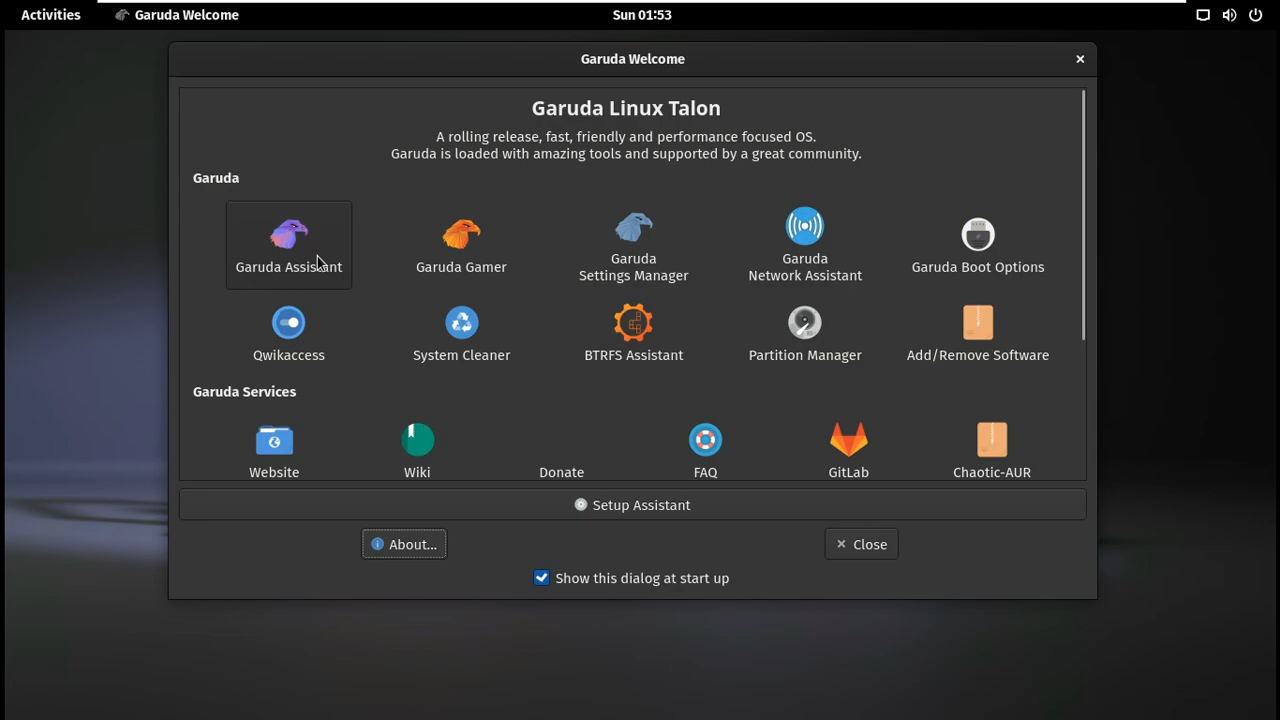 Activities
Garuda Welcome
Sun 01:53
Garuda Welcome
Garuda Linux Talon
A rolling release, fast, friendly and performance focused OS.
Garuda is loaded with amazing tools and supported by a great community.
Garuda
Garuda Assistant
Garuda Gamer
Garuda
Settings Manager
Garuda
Network Assistant
Garuda Boot Options
Qwikaccess
System Cleaner
BTRFS Assistant
Partition Manager
Add/Remove Software
Garuda Services
Website
Wiki
Donate
FAQ
GitLab
Chaotic-AUR
Setup Assistant
About...
Close
Show this dialog at start up